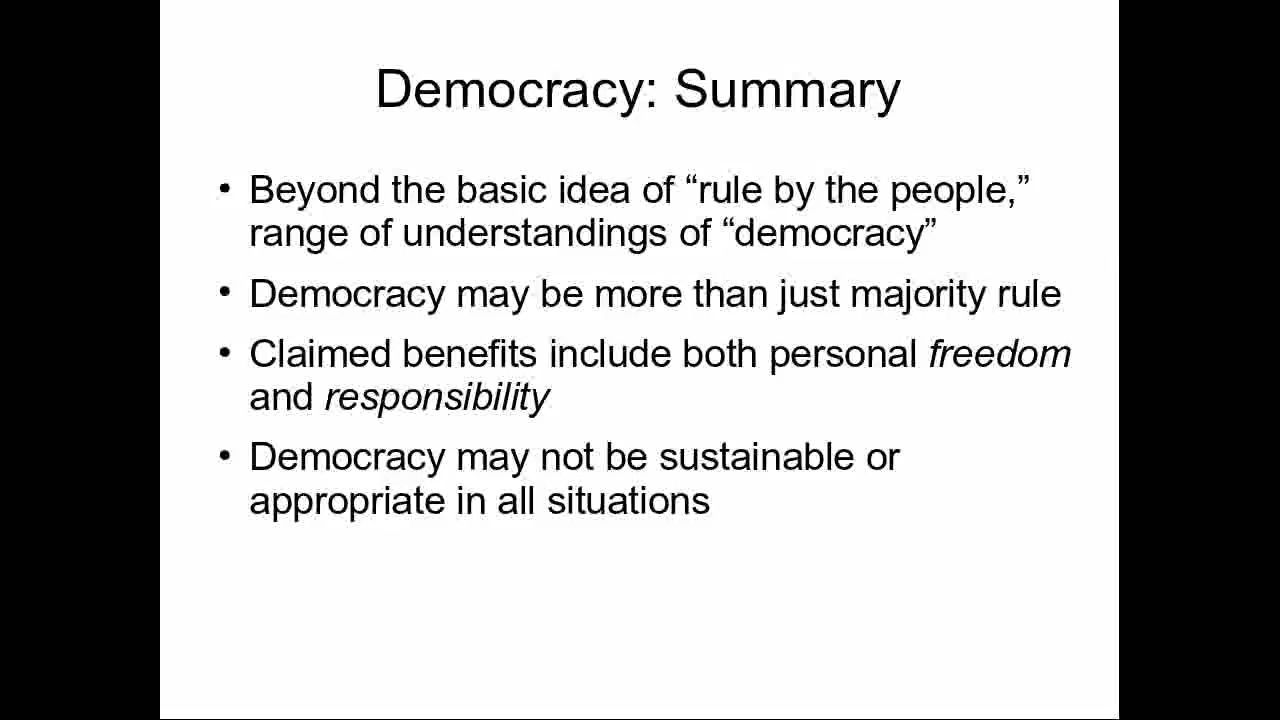 Democracy: Summary
• Beyond the basic idea of “rule by the people,”
range of understandings of “democracy”
• Democracy may be more than just majority rule
• Claimed benefits include both personal freedom
and responsibility
• Democracy may not be sustainable or
appropriate in all situations